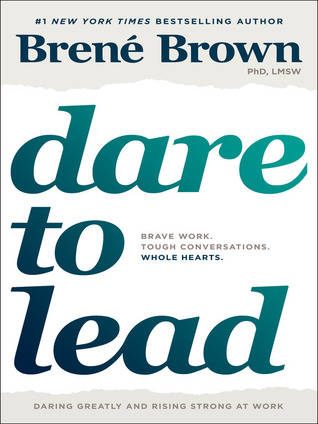 #1 NEW YORK TIMES BESTSELLING AUTHOR
Brené Brown
PhD, LMSW
dare
to
BRAVE WORK.
TOUGH CONVERSATIONS.
WHOLE HEARTS.
lead
DARING GREATLY AND RISING STRONG AT WORK